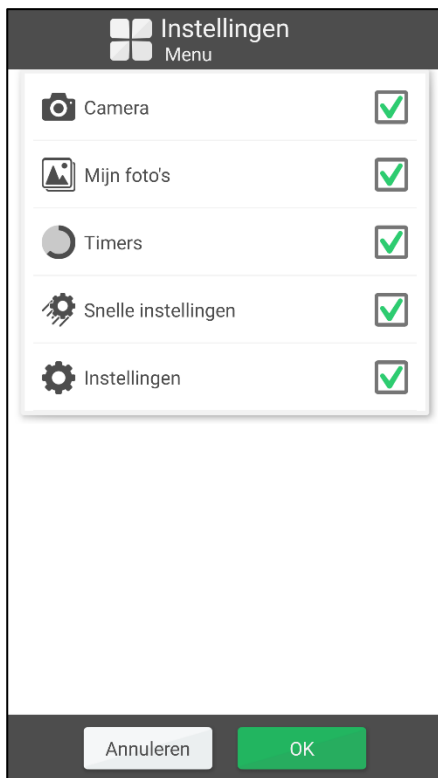 Instellingen
Menu
Camera
Mijn foto's
Timers
Snelle instellingen
Instellingen
Annuleren OK